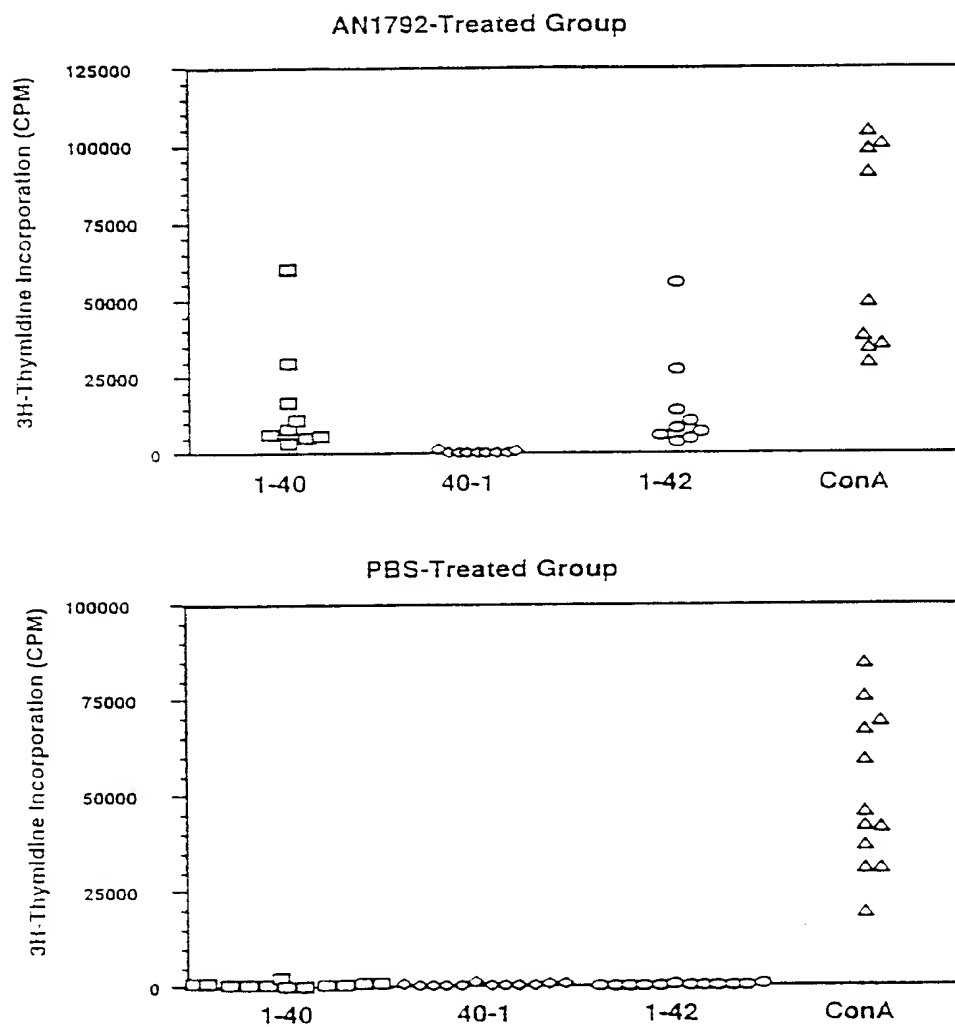 AN1792-Treated Group
3H-Thymidine Incorporation (CPM)
125000
100000
75000
50000
25000
0
1-40
40-1
1-42
ConA
PBS-Treated Group
3H-Thymidine Incorporation (CPM)
100000
75000
50000
25000
0
1-40
40-1
1-42
ConA